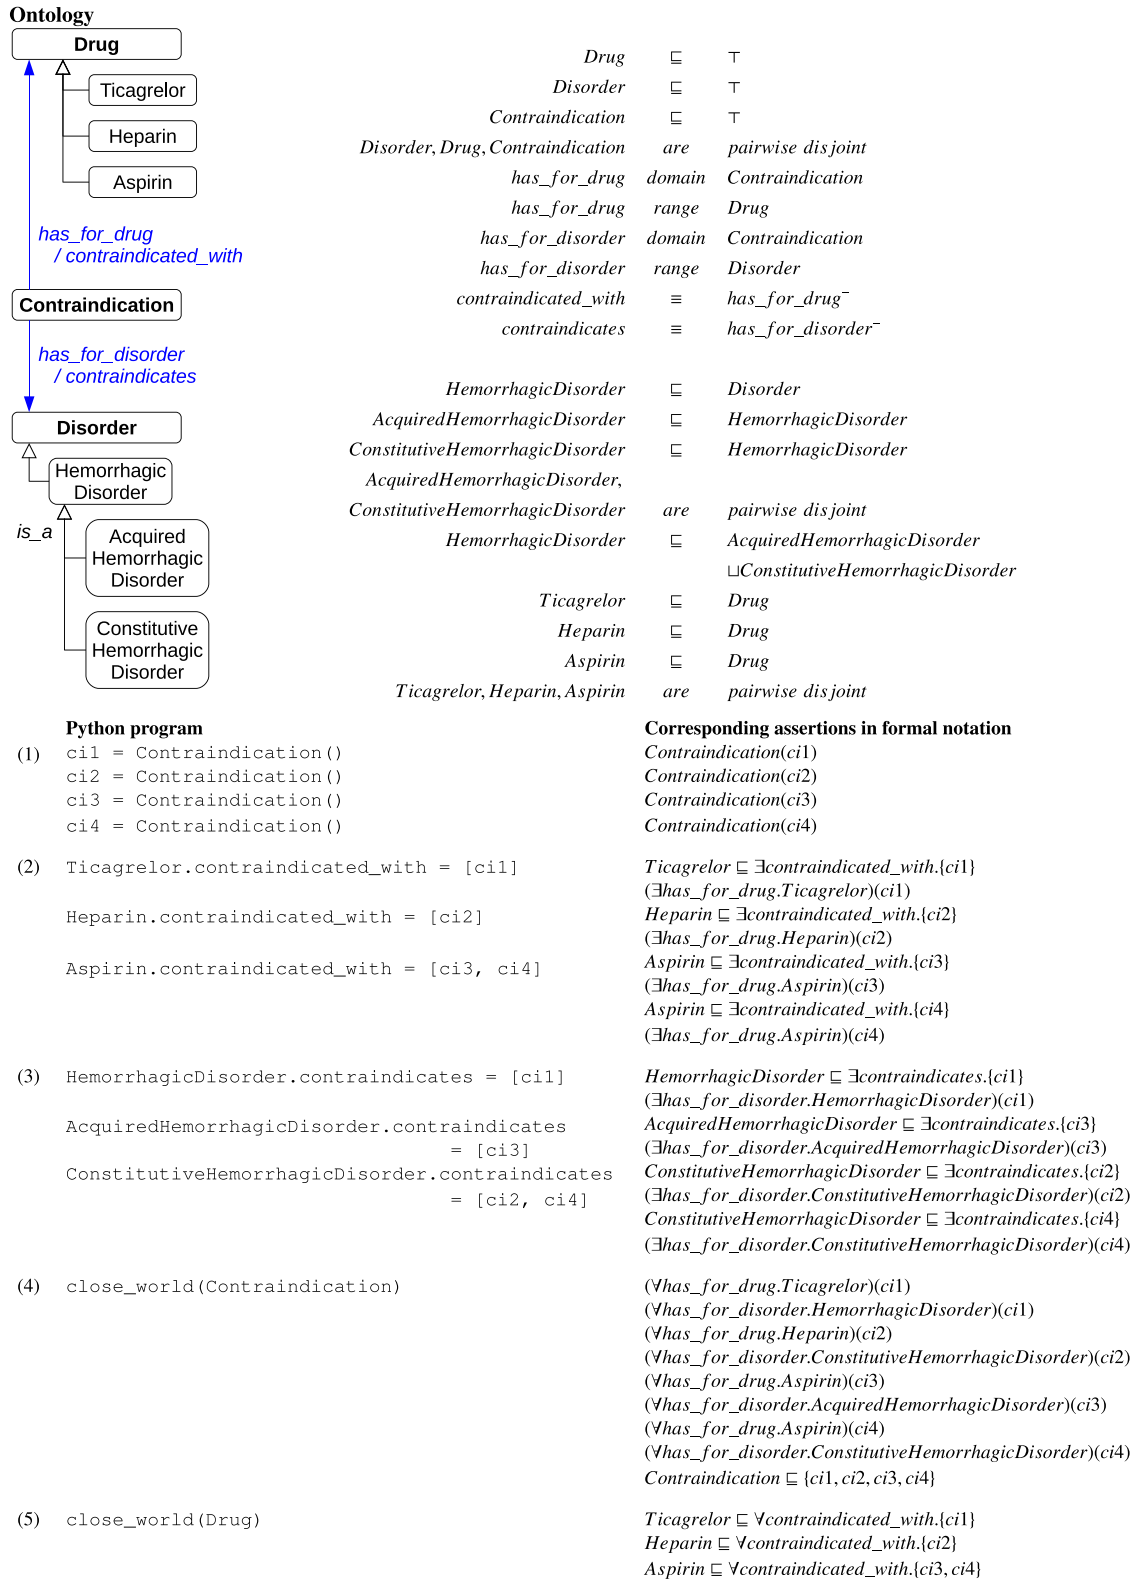 Ontology
Drug
Ticagrelor
Heparin
Aspirin
has_for_drug
/ contraindicated_with
Contraindication
has_for_disorder
/ contraindicates
Disorder
Hemorrhagic
Disorder
is_a
Acquired
Hemorrhagic
Disorder
Constitutive
Hemorrhagic
Disorder
Drug ⊑ ⊤
Disorder ⊑ ⊤
Contraindication ⊑ ⊤
Disorder, Drug, Contraindication are pairwise disjoint
has_for_drug domain Contraindication
has_for_drug range Drug
has_for_disorder domain Contraindication
has_for_disorder range Disorder
contraindicated_with ≡ has_for_drug⁻
contraindicates ≡ has_for_disorder⁻
HemorrhagicDisorder ⊑ Disorder
AcquiredHemorrhagicDisorder ⊑ HemorrhagicDisorder
ConstitutiveHemorrhagicDisorder ⊑ HemorrhagicDisorder
AcquiredHemorrhagicDisorder,
ConstitutiveHemorrhagicDisorder are pairwise disjoint
HemorrhagicDisorder ⊑ AcquiredHemorrhagicDisorder
⊔ConstitutiveHemorrhagicDisorder
Ticagrelor ⊑ Drug
Heparin ⊑ Drug
Aspirin ⊑ Drug
Ticagrelor, Heparin, Aspirin are pairwise disjoint
Python program Corresponding assertions in formal notation
(1) ci1 = Contraindication() Contraindication(ci1)
ci2 = Contraindication() Contraindication(ci2)
ci3 = Contraindication() Contraindication(ci3)
ci4 = Contraindication() Contraindication(ci4)
(2) Ticagrelor.contraindicated_with = [ci1] Ticagrelor ⊑ ∃contraindicated_with.{ci1}
(∃has_for_drug.Ticagrelor)(ci1)
Heparin.contraindicated_with = [ci2] Heparin ⊑ ∃contraindicated_with.{ci2}
(∃has_for_drug.Heparin)(ci2)
Aspirin.contraindicated_with = [ci3, ci4] Aspirin ⊑ ∃contraindicated_with.{ci3}
(∃has_for_drug.Aspirin)(ci3)
Aspirin ⊑ ∃contraindicated_with.{ci4}
(∃has_for_drug.Aspirin)(ci4)
(3) HemorrhagicDisorder.contraindicates = [ci1] HemorrhagicDisorder ⊑ ∃contraindicates.{ci1}
(∃has_for_disorder.HemorrhagicDisorder)(ci1)
AcquiredHemorrhagicDisorder.contraindicates AcquiredHemorrhagicDisorder ⊑ ∃contraindicates.{ci3}
= [ci3] (∃has_for_disorder.AcquiredHemorrhagicDisorder)(ci3)
ConstitutiveHemorrhagicDisorder.contraindicates ConstitutiveHemorrhagicDisorder ⊑ ∃contraindicates.{ci2}
= [ci2, ci4] (∃has_for_disorder.ConstitutiveHemorrhagicDisorder)(ci2)
ConstitutiveHemorrhagicDisorder ⊑ ∃contraindicates.{ci4}
(∃has_for_disorder.ConstitutiveHemorrhagicDisorder)(ci4)
(4) close_world(Contraindication) (∀has_for_drug.Ticagrelor)(ci1)
(∀has_for_disorder.HemorrhagicDisorder)(ci1)
(∀has_for_drug.Heparin)(ci2)
(∀has_for_disorder.ConstitutiveHemorrhagicDisorder)(ci2)
(∀has_for_drug.Aspirin)(ci3)
(∀has_for_disorder.AcquiredHemorrhagicDisorder)(ci3)
(∀has_for_drug.Aspirin)(ci4)
(∀has_for_disorder.ConstitutiveHemorrhagicDisorder)(ci4)
Contraindication ⊑ {ci1, ci2, ci3, ci4}
(5) close_world(Drug) Ticagrelor ⊑ ∀contraindicated_with.{ci1}
Heparin ⊑ ∀contraindicated_with.{ci2}
Aspirin ⊑ ∀contraindicated_with.{ci3, ci4}